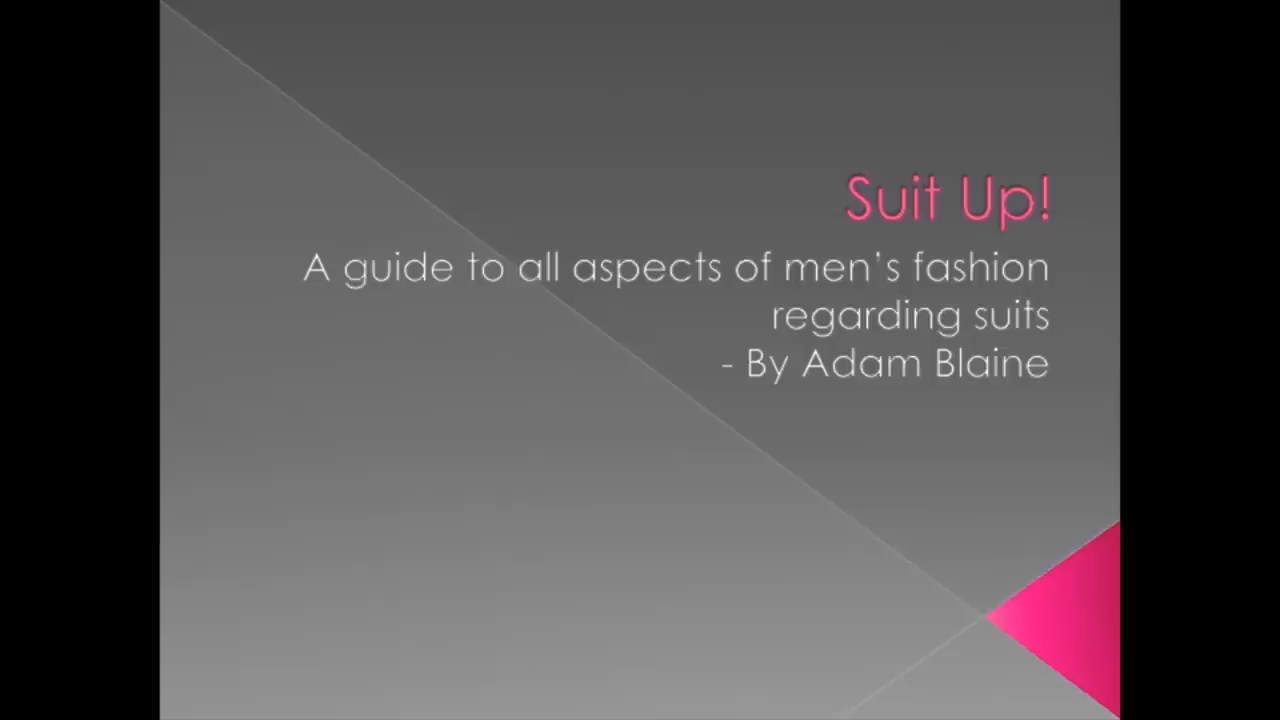 Suit Up!
A guide to all aspects of men's fashion
regarding suits
- By Adam Blaine